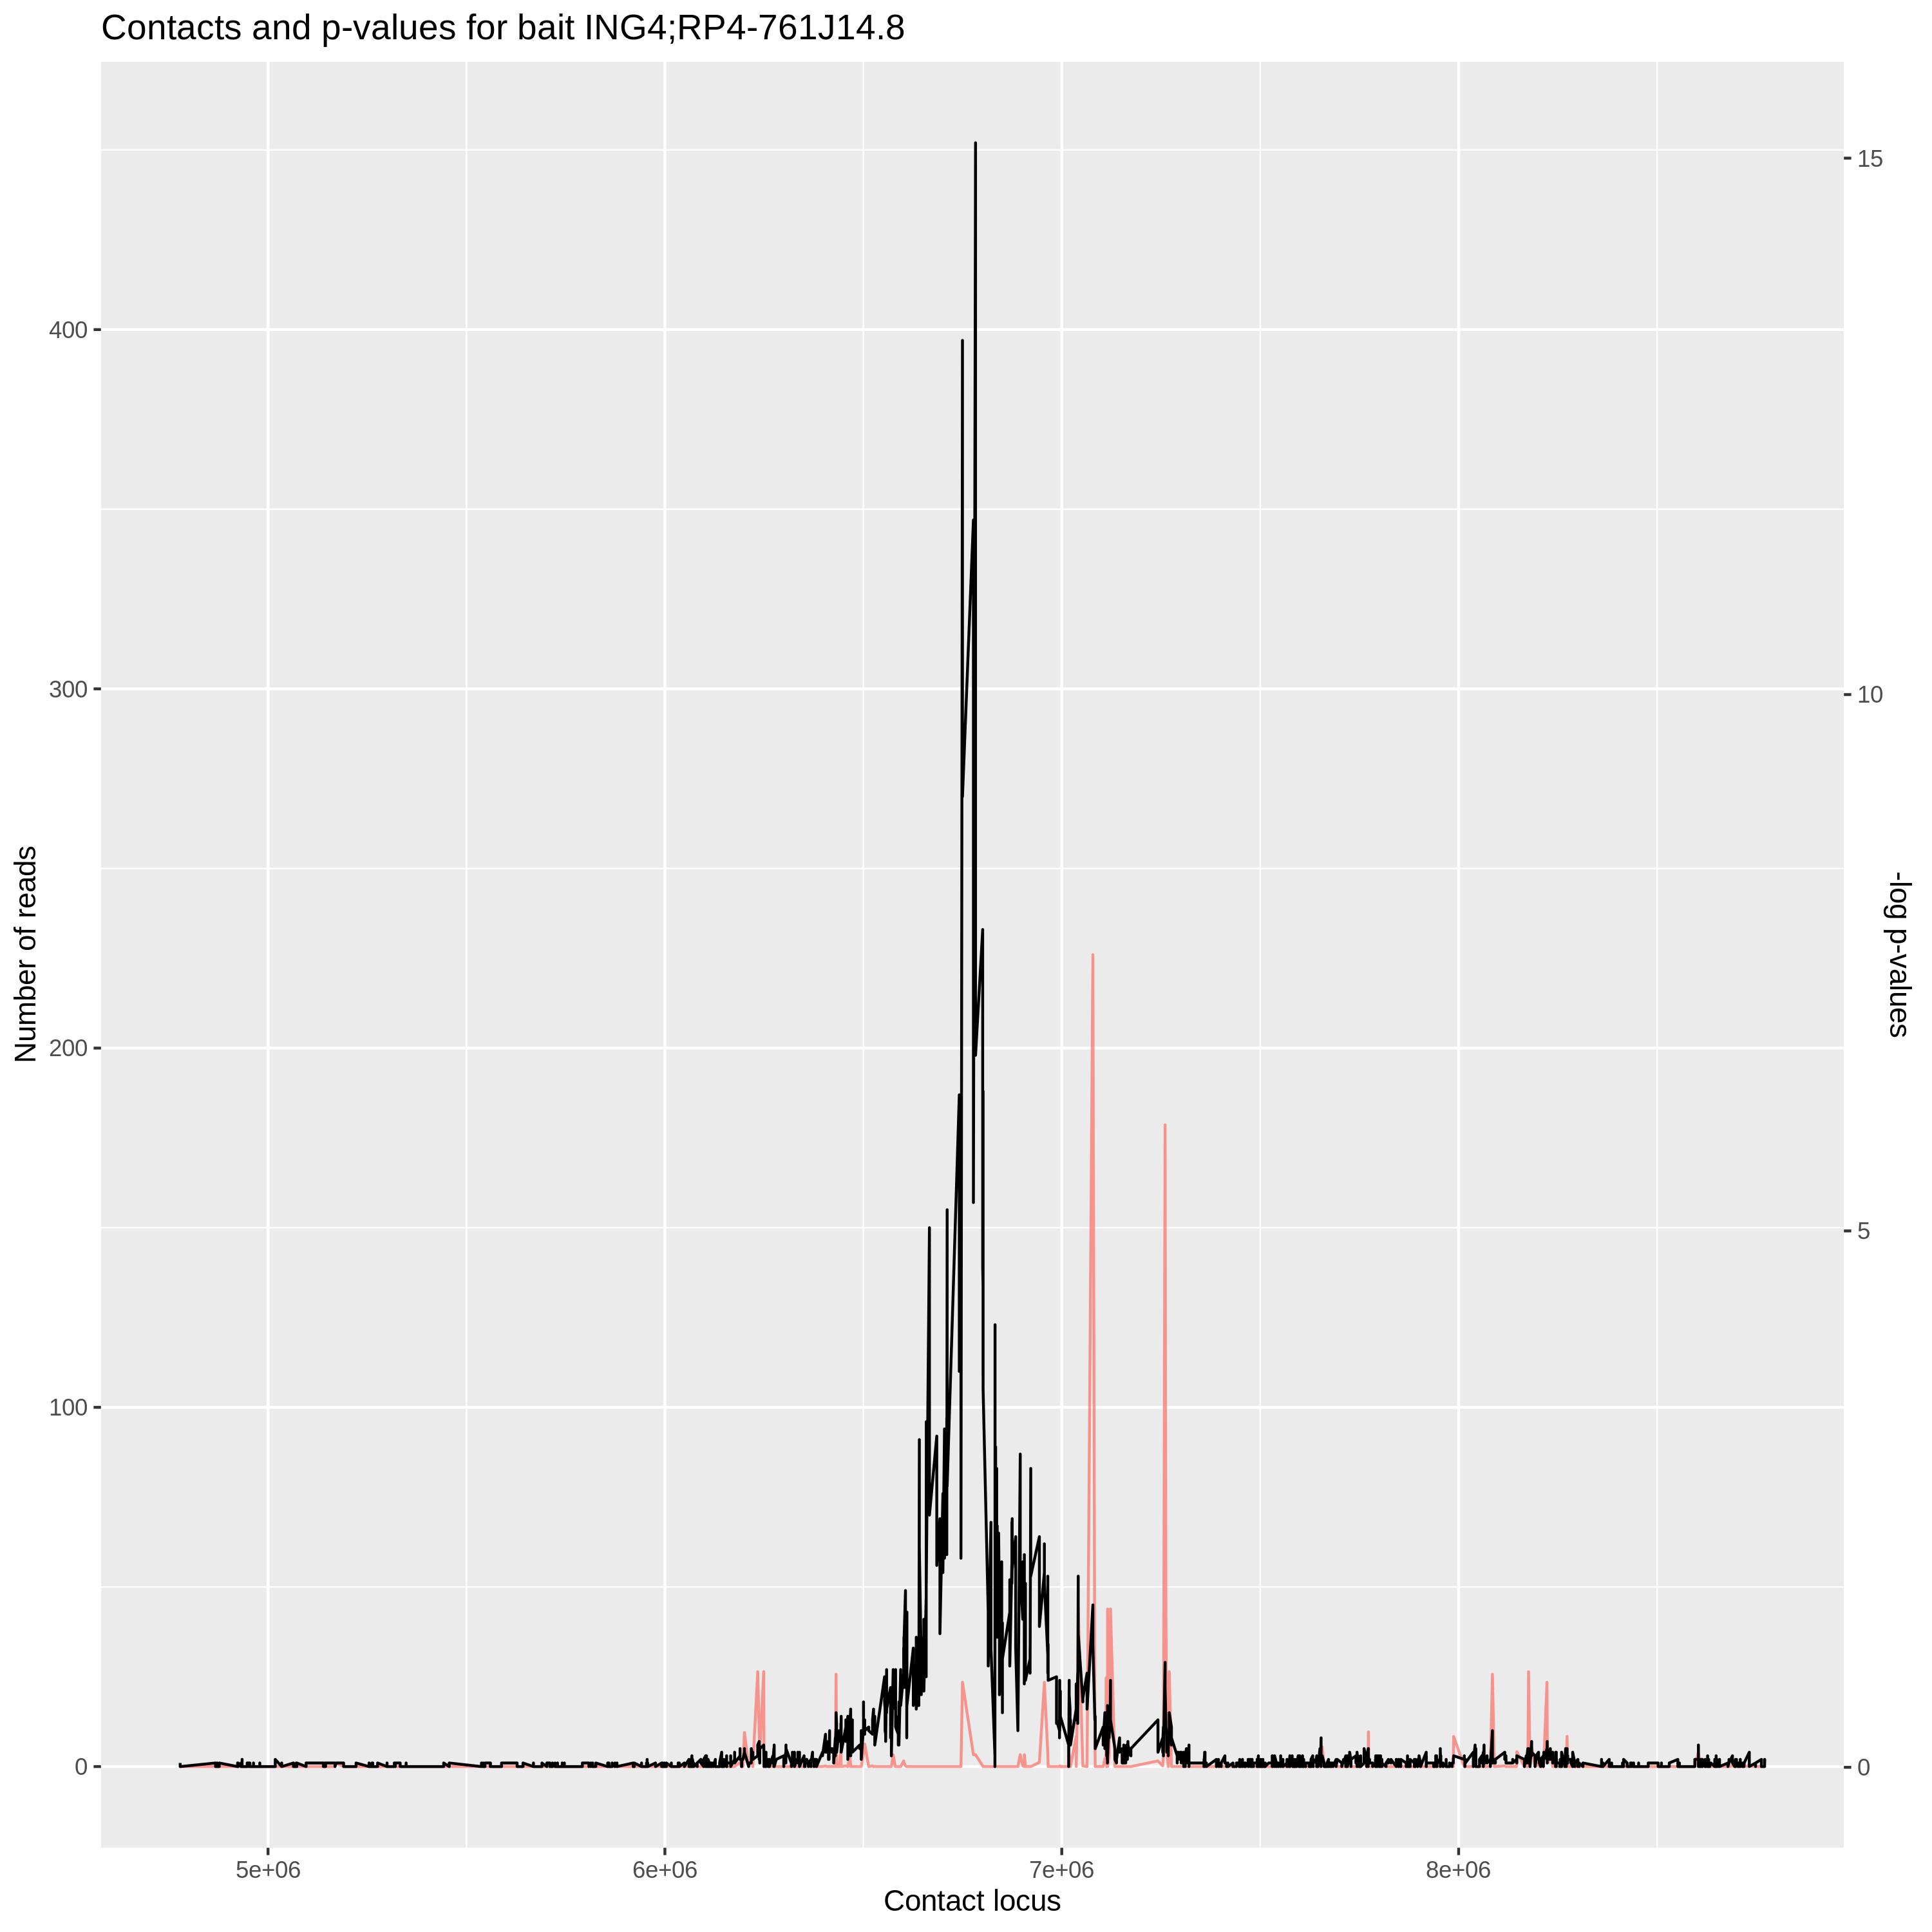 Contacts and p-values for bait ING4;RP4-761J14.8
Number of reads
400
300
200
100
0
15
10
5
0
-log p-values
5e+06
6e+06
7e+06
8e+06
Contact locus